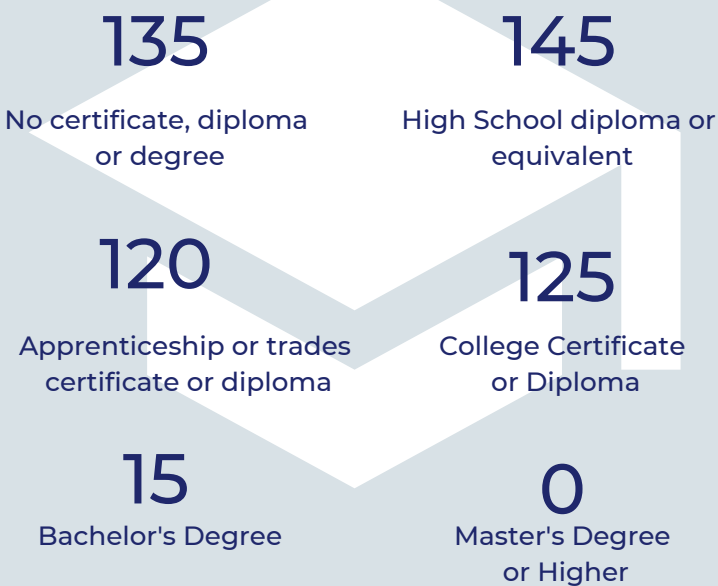 135
No certificate, diploma
or degree
145
High School diploma or
equivalent
120
Apprenticeship or trades
certificate or diploma
125
College Certificate
or Diploma
15
Bachelor's Degree
0
Master's Degree
or Higher